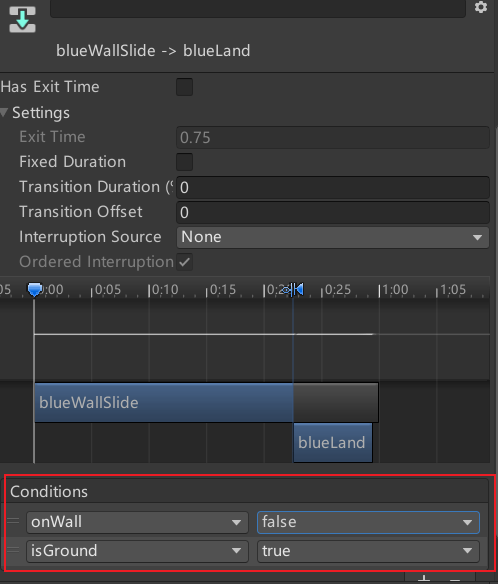 blueWallSlide -> blueLand
Has Exit Time
Settings
Exit Time 0.75
Fixed Duration
Transition Duration (% 0
Transition Offset 0
Interruption Source None
Ordered Interruption
0:00 0:05 0:10 0:15 0:2 0:25 1:00 1:05
blueWallSlide
blueLand
Conditions
onWall false
isGround true